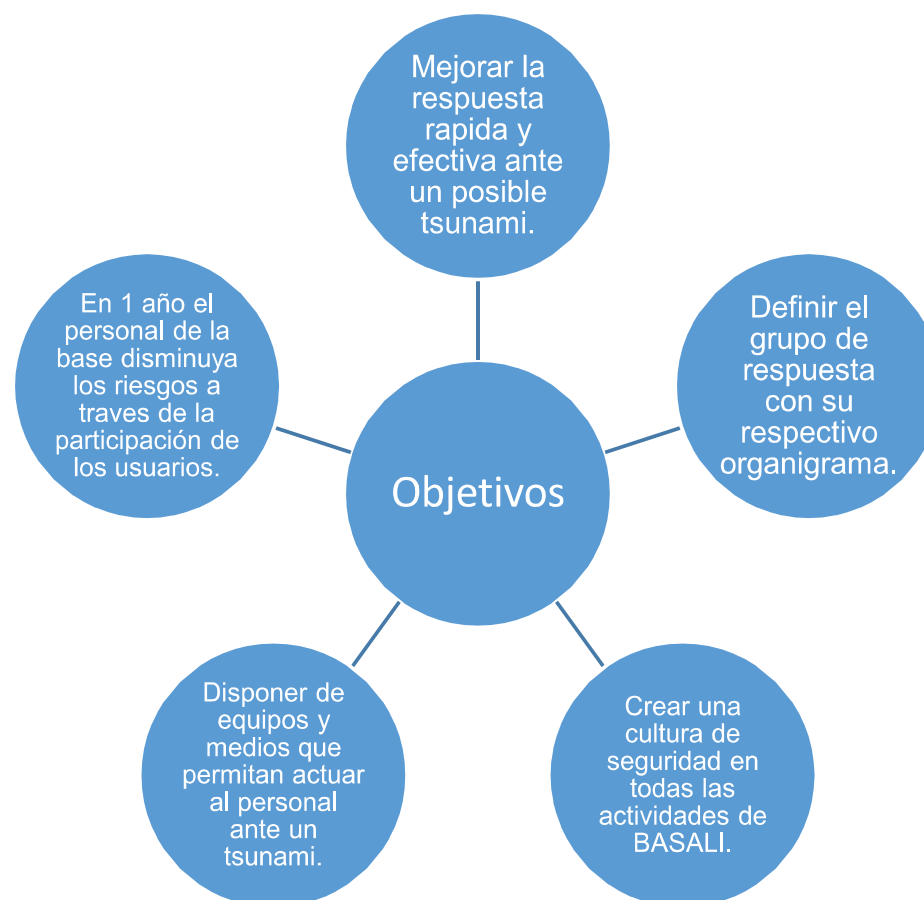 Mejorar la
respuesta
rapida y
efectiva ante
un posible
tsunami.
Definir el
grupo de
respuesta
con su
respectivo
organigrama.
Crear una
cultura de
seguridad en
todas las
actividades de
BASALI.
Disponer de
equipos y
medios que
permitan actuar
al personal
ante un
tsunami.
En 1 año el
personal de la
base disminuya
los riesgos a
traves de la
participación de
los usuarios.
Objetivos